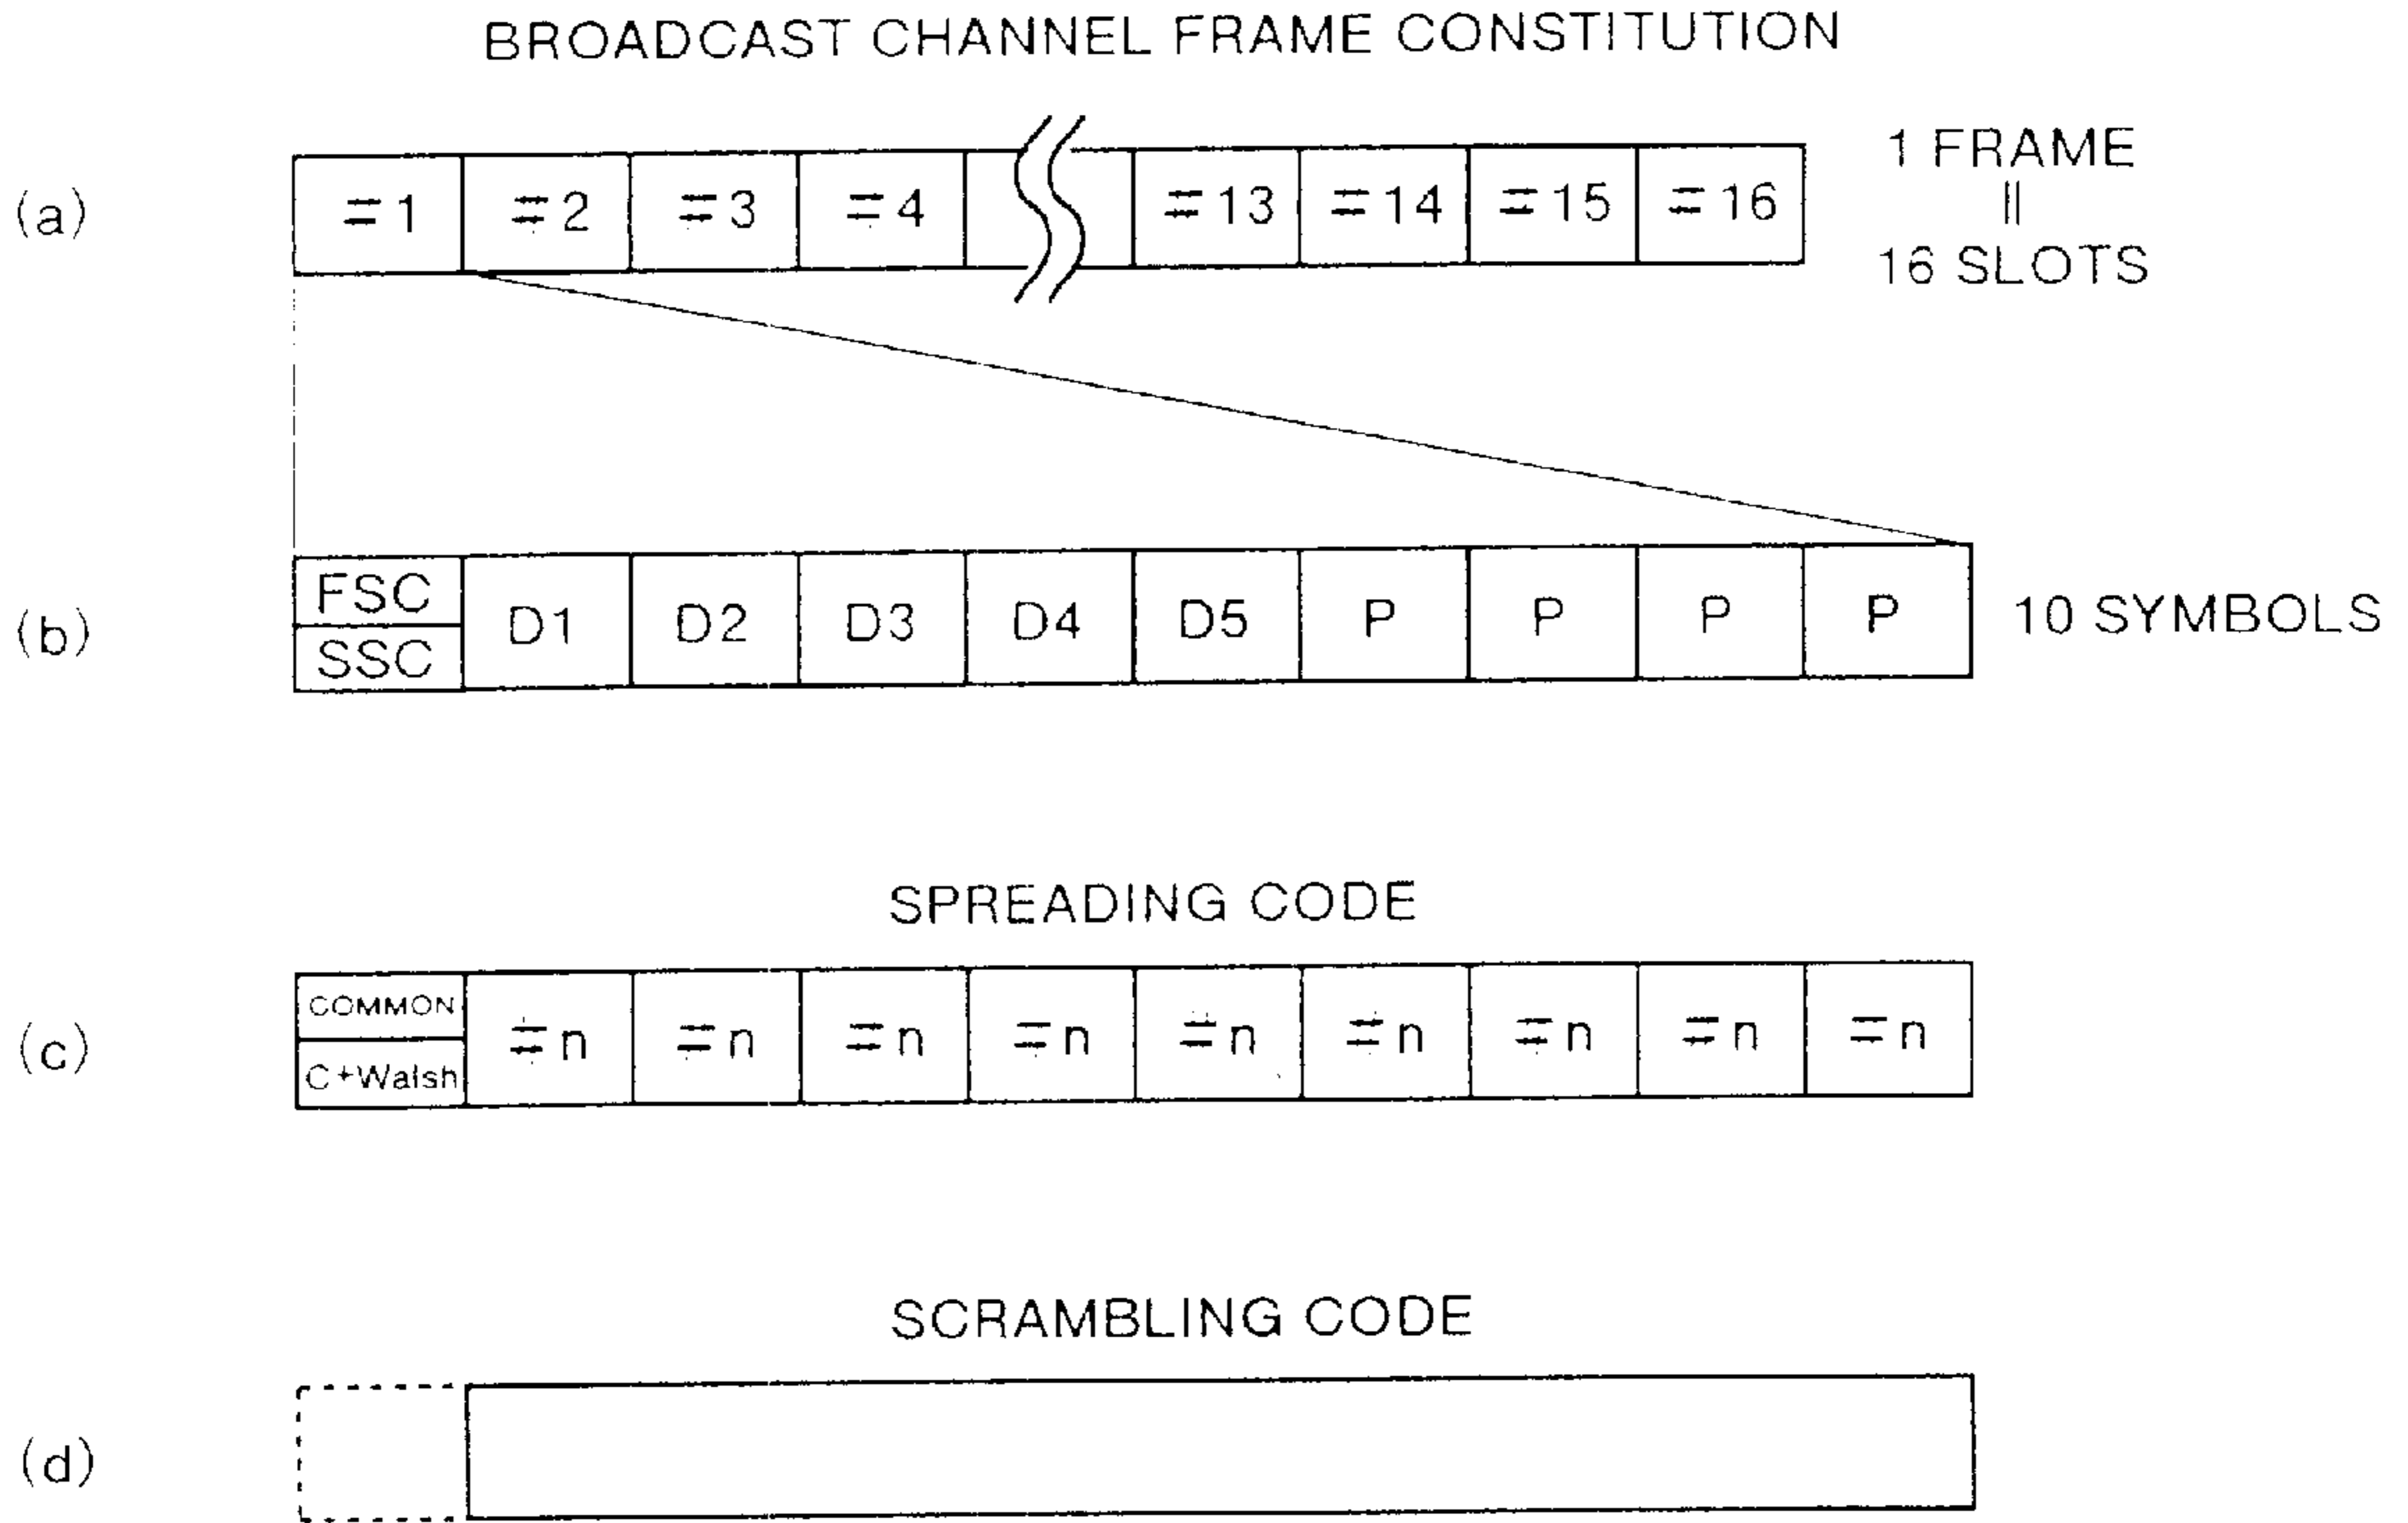 BROADCAST CHANNEL FRAME CONSTITUTION
(a) #1 #2 #3 #4 #13 #14 #15 #16
1 FRAME
=
16 SLOTS
(b) FSC SSC D1 D2 D3 D4 D5 P P P P 10 SYMBOLS
SPREADING CODE
(c) COMMON C+Walsh #n #n #n #n #n #n #n #n #n
SCRAMBLING CODE
(d)